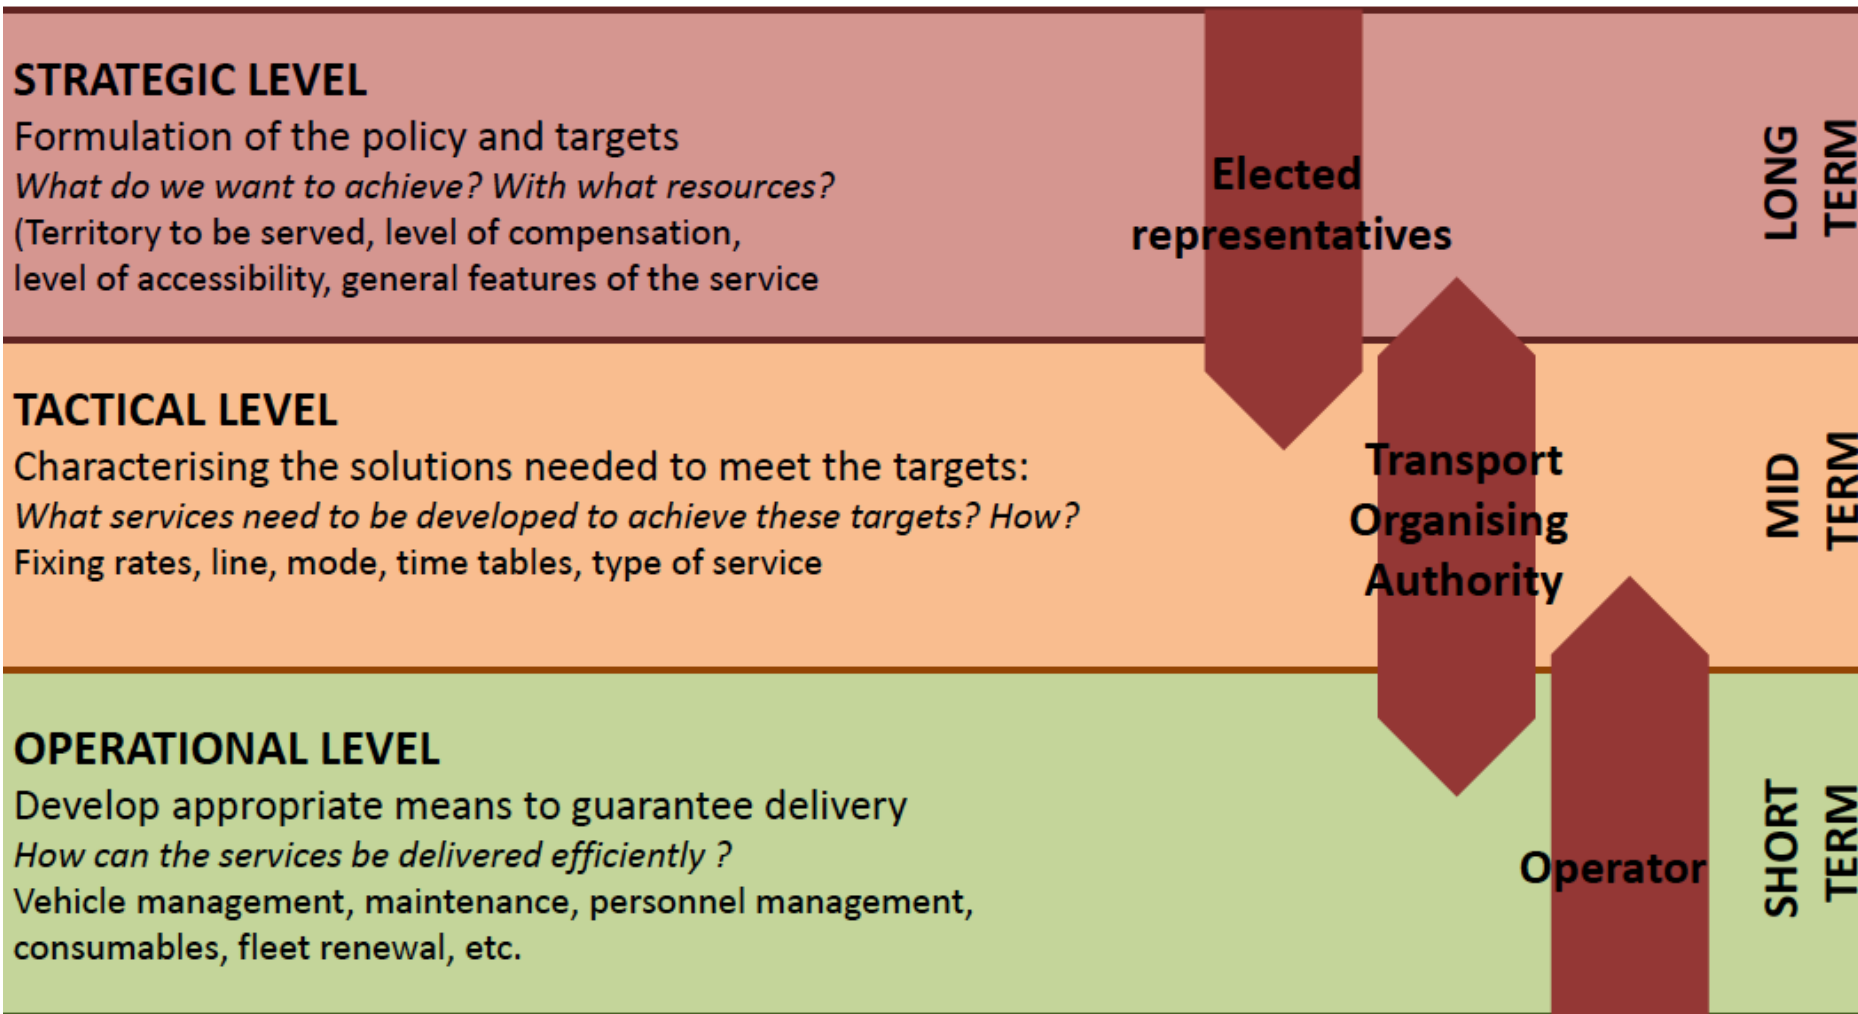 STRATEGIC LEVEL
Formulation of the policy and targets
What do we want to achieve? With what resources?
(Territory to be served, level of compensation,
level of accessibility, general features of the service
Elected
representatives
LONG
TERM
TACTICAL LEVEL
Characterising the solutions needed to meet the targets:
What services need to be developed to achieve these targets? How?
Fixing rates, line, mode, time tables, type of service
Transport
Organising
Authority
MID
TERM
OPERATIONAL LEVEL
Develop appropriate means to guarantee delivery
How can the services be delivered efficiently ?
Vehicle management, maintenance, personnel management,
consumables, fleet renewal, etc.
Operator
SHORT
TERM